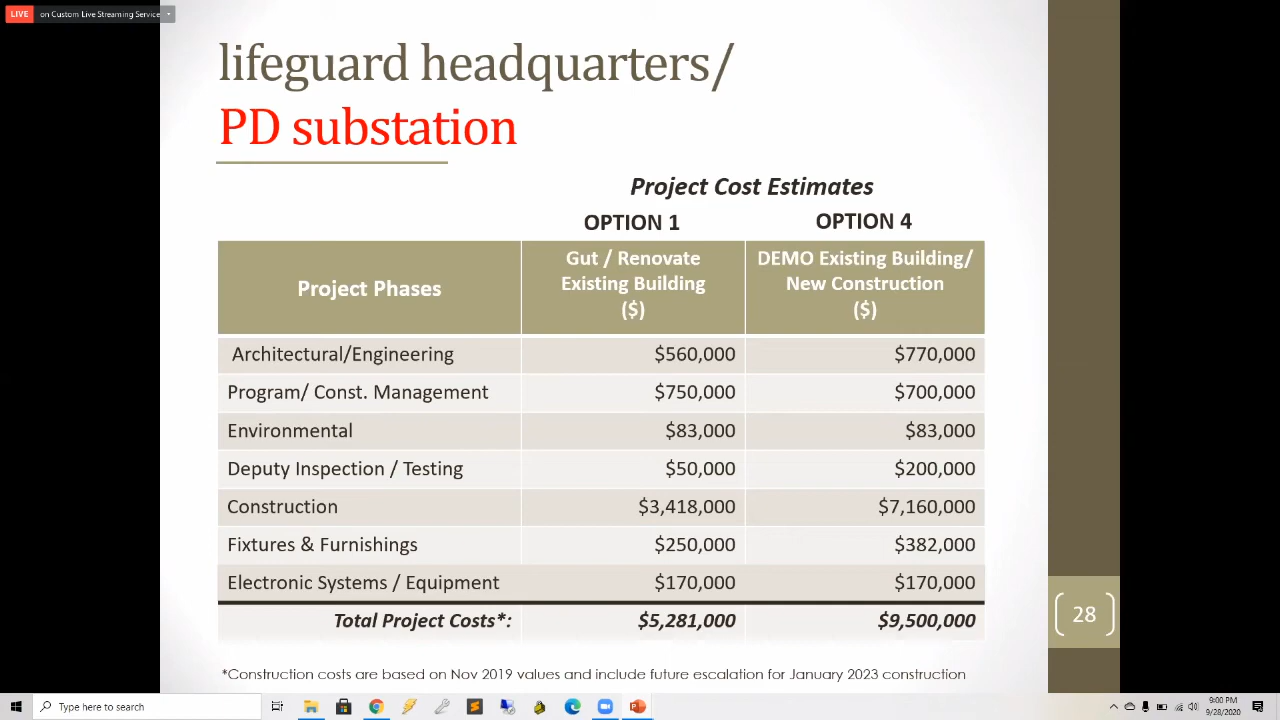 LIVE on Custom Live Streaming Service
lifeguard headquarters/
PD substation
Project Cost Estimates
OPTION 1 OPTION 4
Project Phases
Gut / Renovate
Existing Building
($)
DEMO Existing Building/
New Construction
($)
Architectural/Engineering $560,000 $770,000
Program/ Const. Management $750,000 $700,000
Environmental $83,000 $83,000
Deputy Inspection / Testing $50,000 $200,000
Construction $3,418,000 $7,160,000
Fixtures & Furnishings $250,000 $382,000
Electronic Systems / Equipment $170,000 $170,000
Total Project Costs*: $5,281,000 $9,500,000
28
*Construction costs are based on Nov 2019 values and include future escalation for January 2023 construction
Type here to search
9:00 PM
9/28/2020